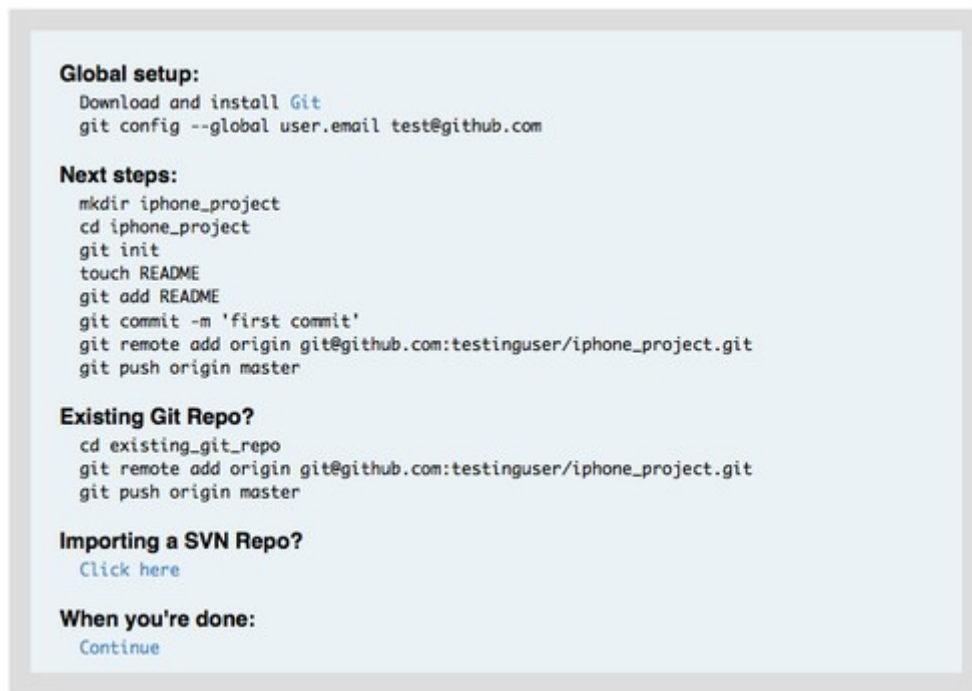 Global setup:
Download and install Git
git config --global user.email test@github.com
Next steps:
mkdir iphone_project
cd iphone_project
git init
touch README
git add README
git commit -m 'first commit'
git remote add origin git@github.com:testinguser/iphone_project.git
git push origin master
Existing Git Repo?
cd existing_git_repo
git remote add origin git@github.com:testinguser/iphone_project.git
git push origin master
Importing a SVN Repo?
Click here
When you're done:
Continue